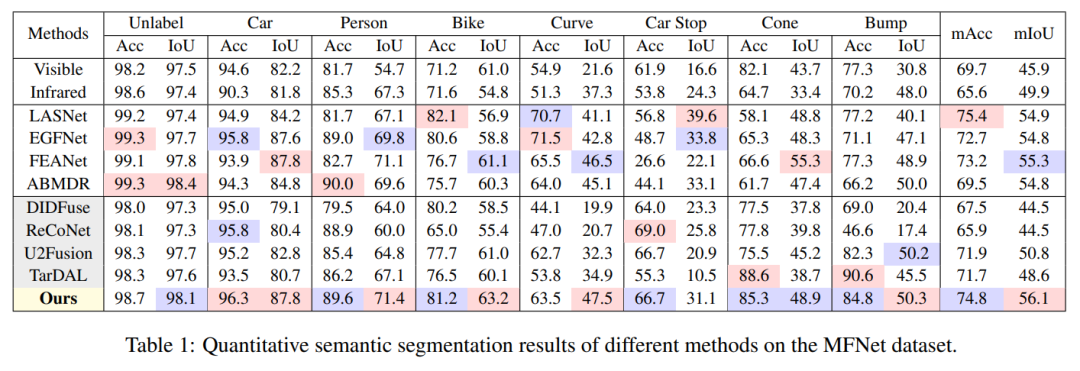 Methods Unlabel Car Person Bike Curve Car Stop Cone Bump mAcc mIoU
Acc IoU Acc IoU Acc IoU Acc IoU Acc IoU Acc IoU Acc IoU Acc IoU
Visible 98.2 97.5 94.6 82.2 81.7 54.7 71.2 61.0 54.9 21.6 61.9 16.6 82.1 43.7 77.3 30.8 69.7 45.9
Infrared 98.6 97.4 90.3 81.8 85.3 67.3 71.6 54.8 51.3 37.3 53.8 24.3 64.7 33.4 70.2 48.0 65.6 49.9
LASNet 99.2 97.4 94.9 84.2 81.7 67.1 82.1 56.9 70.7 41.1 56.8 39.6 58.1 48.8 77.2 40.1 75.4 54.9
EGFNet 99.3 97.7 95.8 87.6 89.0 69.8 80.6 58.8 71.5 42.8 48.7 33.8 65.3 48.3 71.1 47.1 72.7 54.8
FEANet 99.1 97.8 93.9 87.8 82.7 71.1 76.7 61.1 65.5 46.5 26.6 22.1 66.6 55.3 77.3 48.9 73.2 55.3
ABMDR 99.3 98.4 94.3 84.8 90.0 69.6 75.7 60.3 64.0 45.1 44.1 33.1 61.7 47.4 66.2 50.0 69.5 54.8
DIDFuse 98.0 97.3 95.0 79.1 79.5 64.0 80.2 58.5 44.1 19.9 64.0 23.3 77.5 37.8 69.0 20.4 67.5 44.5
ReCoNet 98.1 97.3 95.8 80.4 88.9 60.0 65.0 55.4 47.0 20.7 69.0 25.8 77.8 39.8 46.6 17.4 65.9 44.5
U2Fusion 98.3 97.7 95.2 82.8 85.4 64.8 77.7 61.0 62.7 32.3 66.7 20.9 75.5 45.2 82.3 50.2 71.9 50.8
TarDAL 98.3 97.6 93.5 80.7 86.2 67.1 76.5 60.1 53.8 34.9 55.3 10.5 88.6 38.7 90.6 45.5 71.7 48.6
Ours 98.7 98.1 96.3 87.8 89.6 71.4 81.2 63.2 63.5 47.5 66.7 31.1 85.3 48.9 84.8 50.3 74.8 56.1
Table 1: Quantitative semantic segmentation results of different methods on the MFNet dataset.